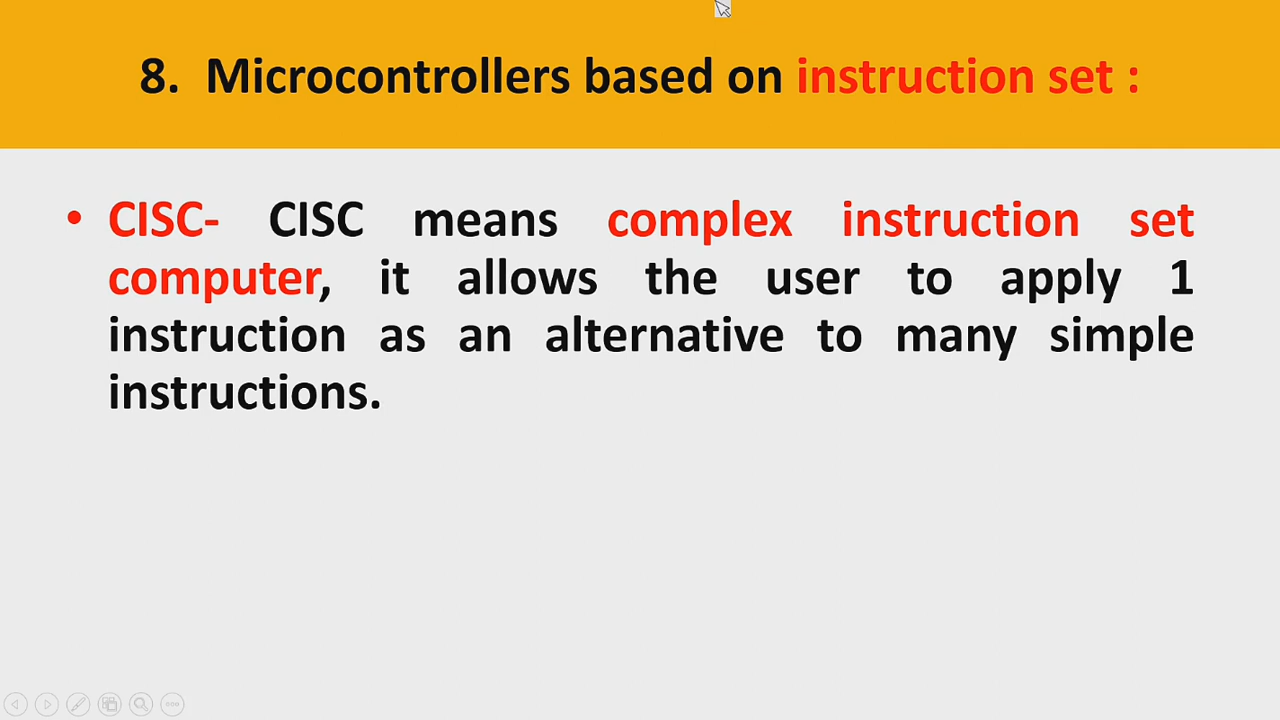 8. Microcontrollers based on instruction set :
• CISC- CISC means complex instruction set
computer, it allows the user to apply 1
instruction as an alternative to many simple
instructions.